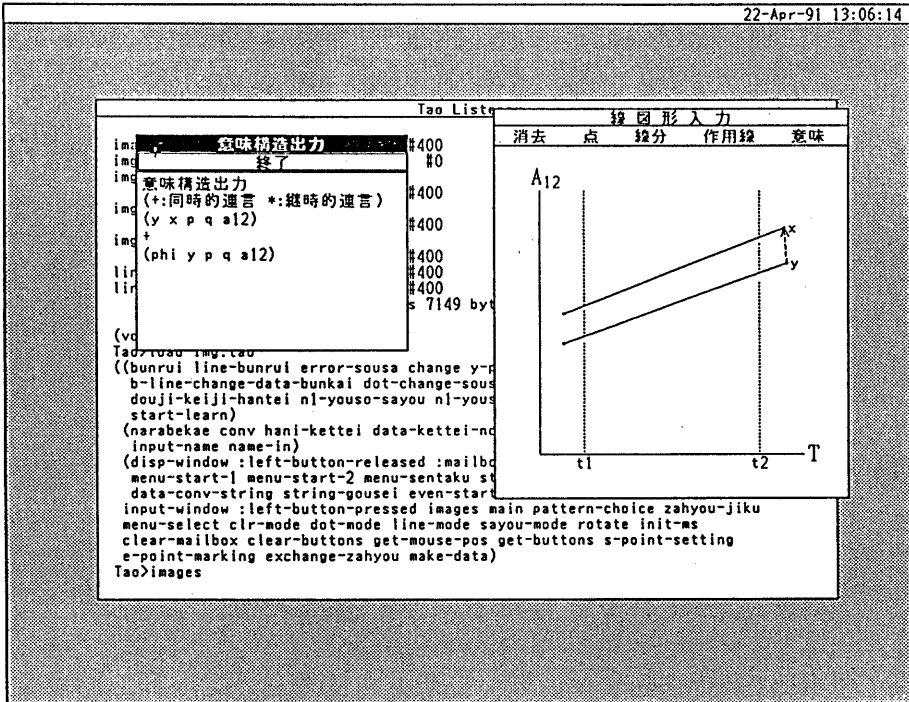 22-Apr-91 13:06:14
Tao Liste
img #400
意味構造出力
終了
#0
意味構造出力
(+:同時的連言 *:継時的連言)
(y x p q a12)
+
(phi y p q a12)
img
#400
img
#400
img
#400
lin #400
lin #400
s 7149 byt
(vo
Tao>load img.tao
((bunrui line-bunrui error-sousa change y-p
b-line-change-data-bunkai dot-change-sous
douji-keiji-hantei n1-youso-sayou n1-yous
start-learn)
(narabekae conv hani-kettei data-kettei-no
input-name name-in)
(disp-window :left-button-released :mailbo
menu-start-1 menu-start-2 menu-sentaku st
data-conv-string string-gousei even-start
input-window :left-button-pressed images main pattern-choice zahyou-jiku
menu-select clr-mode dot-mode line-mode sayou-mode rotate init-ms
clear-mailbox clear-buttons get-mouse-pos get-buttons s-point-setting
e-point-marking exchange-zahyou make-data)
Tao>images
線図形入力
消去 点 線分 作用線 意味
A12
x
y
t1 t2 T